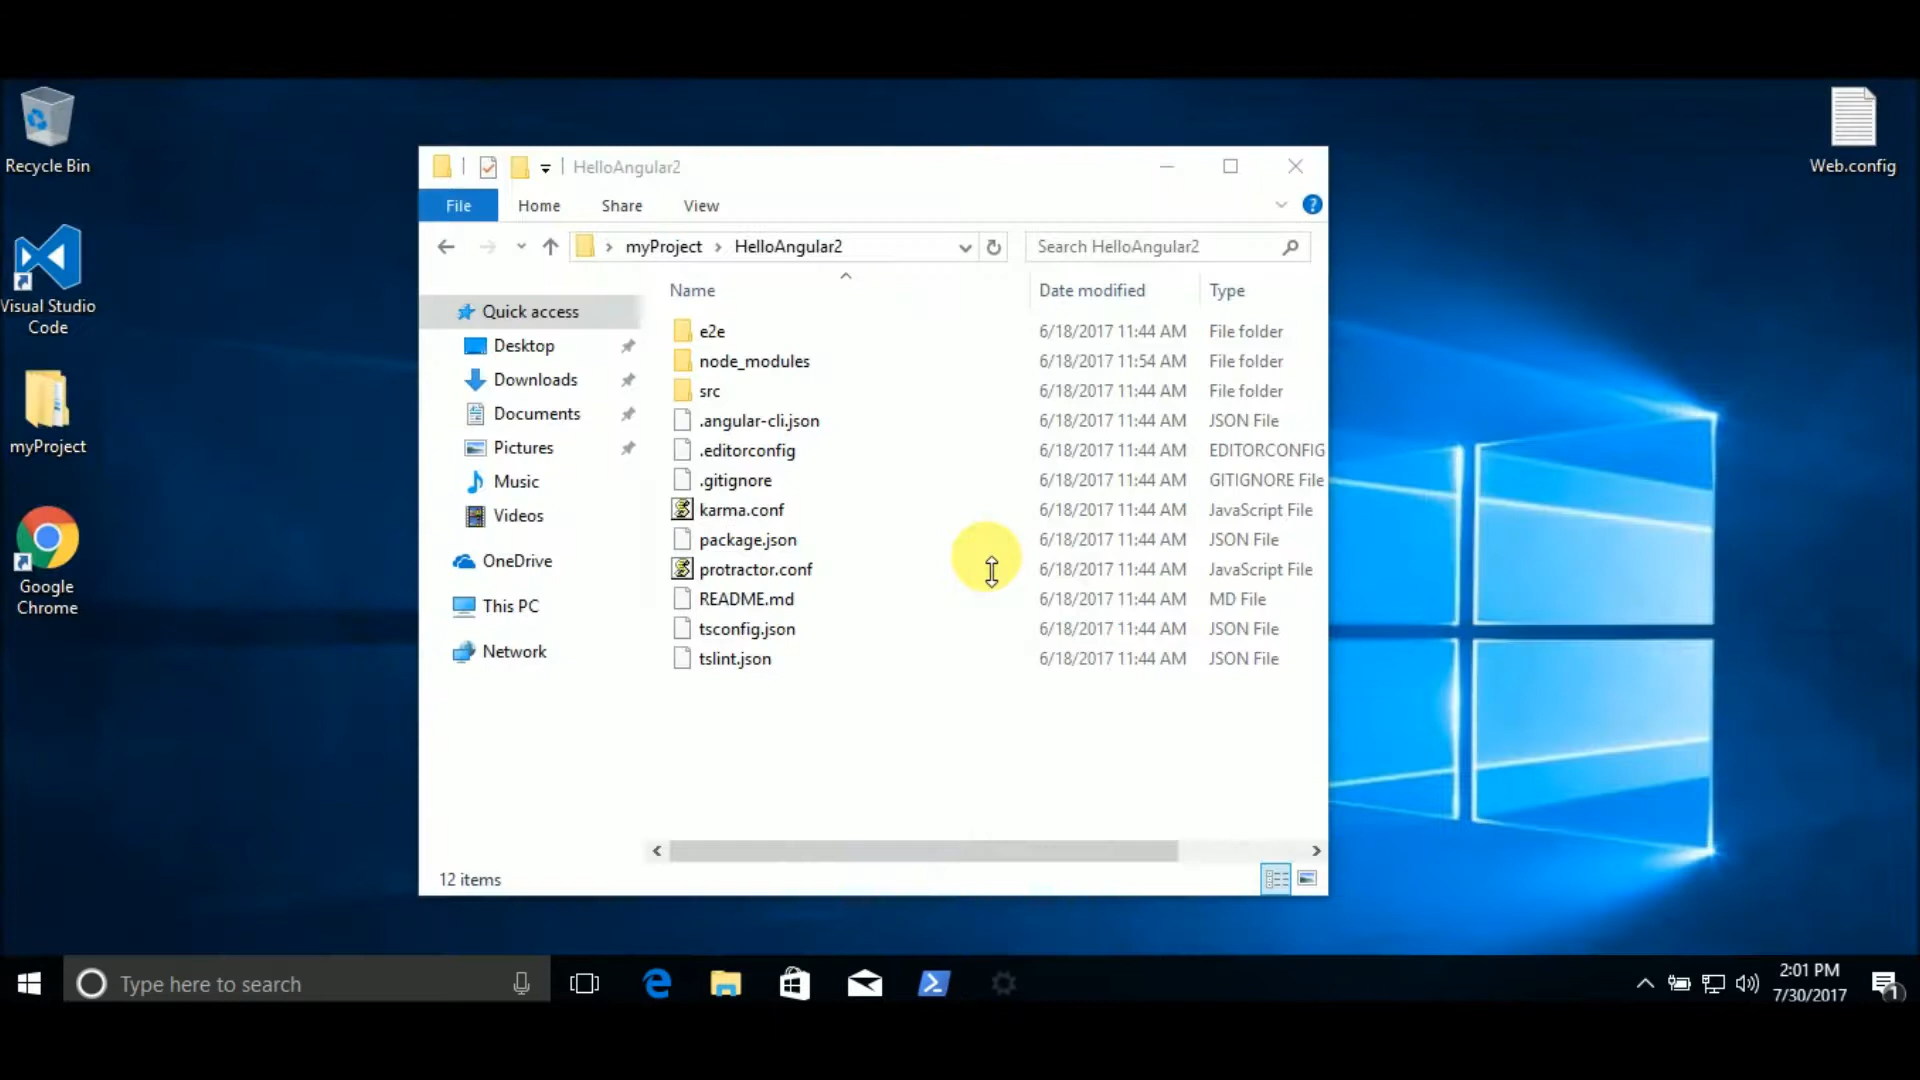 Recycle Bin
Visual Studio
Code
myProject
Google
Chrome
Web.config
HelloAngular2
File Home Share View
myProject HelloAngular2 Search HelloAngular2
Name Date modified Type
Quick access
Desktop
Downloads
Documents
Pictures
Music
Videos
OneDrive
This PC
Network
e2e 6/18/2017 11:44 AM File folder
node_modules 6/18/2017 11:54 AM File folder
src 6/18/2017 11:44 AM File folder
.angular-cli.json 6/18/2017 11:44 AM JSON File
.editorconfig 6/18/2017 11:44 AM EDITORCONFIG
.gitignore 6/18/2017 11:44 AM GITIGNORE File
karma.conf 6/18/2017 11:44 AM JavaScript File
package.json 6/18/2017 11:44 AM JSON File
protractor.conf 6/18/2017 11:44 AM JavaScript File
README.md 6/18/2017 11:44 AM MD File
tsconfig.json 6/18/2017 11:44 AM JSON File
tslint.json 6/18/2017 11:44 AM JSON File
12 items
Type here to search
2:01 PM
7/30/2017
1